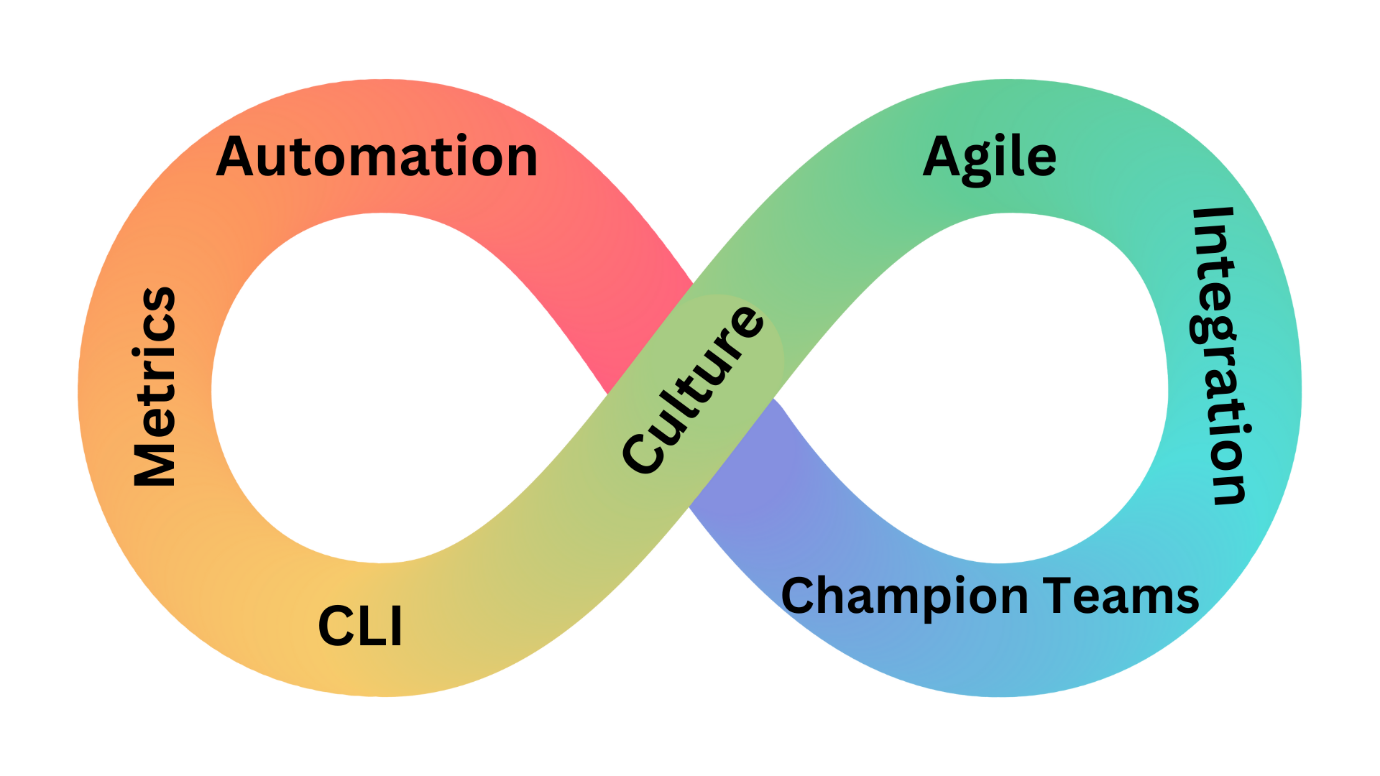 Automation
Agile
Metrics
Culture
Integration
CLI
Champion Teams